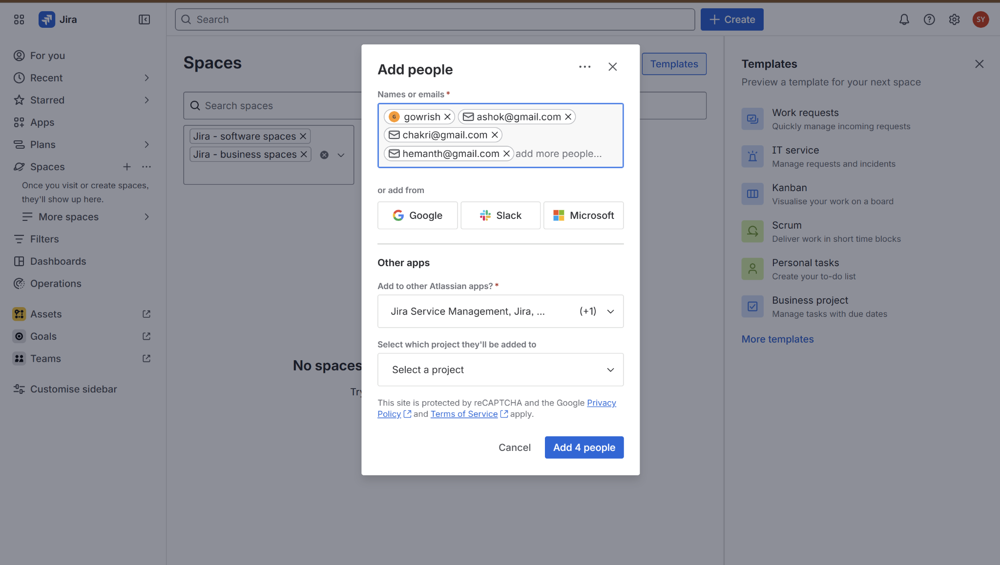 Jira
Search
Create
SY
For you
Recent
Starred
Apps
Plans
Spaces
Once you visit or create spaces,
they'll show up here.
More spaces
Filters
Dashboards
Operations
Assets
Goals
Teams
Customise sidebar
Spaces
Templates
Search spaces
Jira - software spaces
Jira - business spaces
No spaces
Try
Add people
Names or emails *
G gowrish ashok@gmail.com
chakri@gmail.com
hemanth@gmail.com add more people...
or add from
Google Slack Microsoft
Other apps
Add to other Atlassian apps? *
Jira Service Management, Jira, ... (+1)
Select which project they'll be added to
Select a project
This site is protected by reCAPTCHA and the Google Privacy
Policy and Terms of Service apply.
Cancel Add 4 people
Templates
Preview a template for your next space
Work requests
Quickly manage incoming requests
IT service
Manage requests and incidents
Kanban
Visualise your work on a board
Scrum
Deliver work in short time blocks
Personal tasks
Create your to-do list
Business project
Manage tasks with due dates
More templates